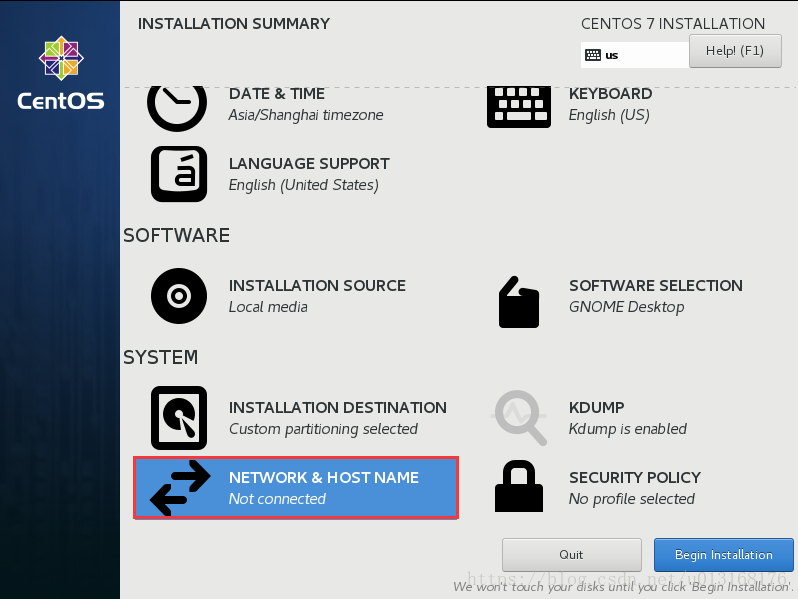 INSTALLATION SUMMARY
CENTOS 7 INSTALLATION
us
Help! (F1)
CentOS
DATE & TIME
Asia/Shanghai timezone
KEYBOARD
English (US)
LANGUAGE SUPPORT
English (United States)
SOFTWARE
INSTALLATION SOURCE
Local media
SOFTWARE SELECTION
GNOME Desktop
SYSTEM
INSTALLATION DESTINATION
Custom partitioning selected
KDUMP
Kdump is enabled
NETWORK & HOST NAME
Not connected
SECURITY POLICY
No profile selected
Quit
Begin Installation
https://blog.csdn.net/u013168176
We won't touch your disks until you click 'Begin Installation'.